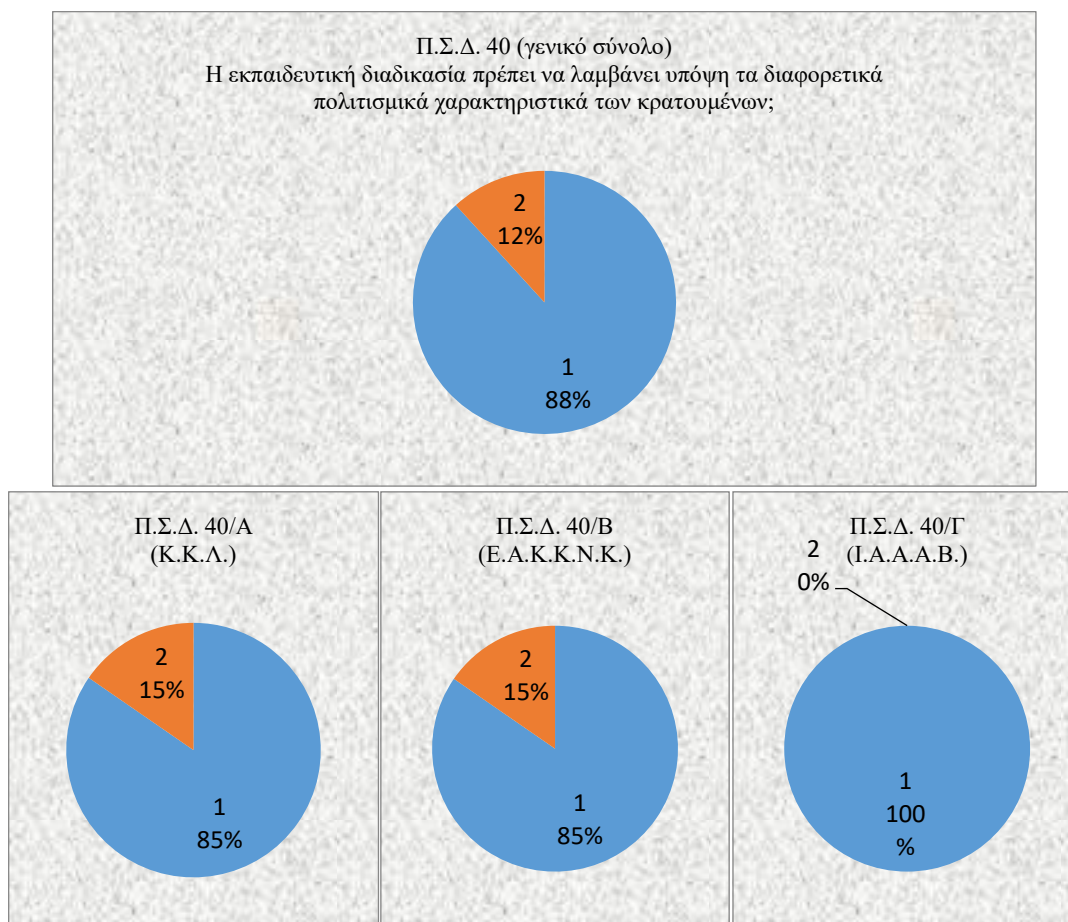 Π.Σ.Δ. 40 (γενικό σύνολο)
Η εκπαιδευτική διαδικασία πρέπει να λαμβάνει υπόψη τα διαφορετικά
πολιτισμικά χαρακτηριστικά των κρατουμένων;
2
12%
1
88%
Π.Σ.Δ. 40/Α
(Κ.Κ.Λ.)
2
15%
1
85%
Π.Σ.Δ. 40/Β
(Ε.Α.Κ.Κ.Ν.Κ.)
2
15%
1
85%
Π.Σ.Δ. 40/Γ
(Ι.Α.Α.Α.Β.)
2
0%
1
100
%